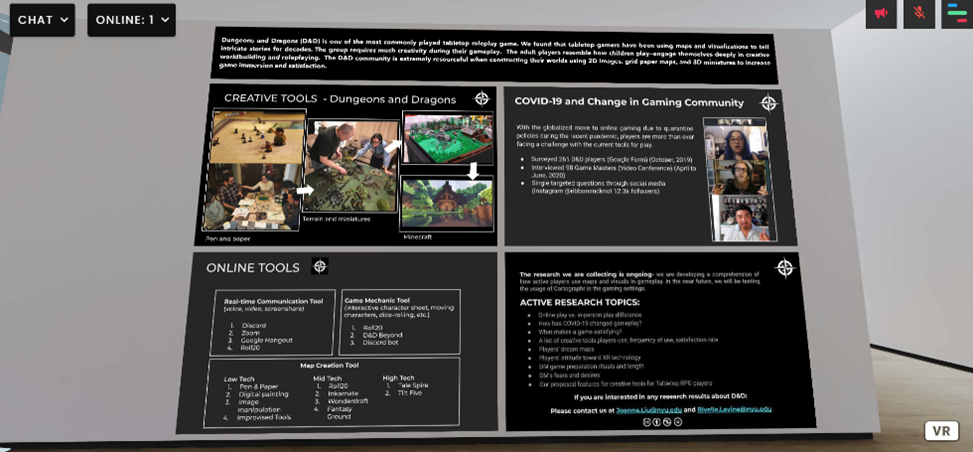 CHAT
ONLINE: 1
Dungeons and Dragons (D&D) is one of the most commonly played tabletop roleplay game. We found that tabletop gamers have been using maps and visualizations to tell
intricate stories for decades. The group requires much creativity during their gameplay. The adult players resemble how children play-engage themselves deeply in creative
worldbuilding and roleplaying. The D&D community is extremely resourceful when constructing their worlds using 2D images, grid paper maps, and 3D miniatures to increase
game immersion and satisfaction.
CREATIVE TOOLS - Dungeons and Dragons
Pen and paper
Terrain and miniatures
Minecraft
COVID-19 and Change in Gaming Community
With the globalized move to online gaming due to quarantine
policies during the recent pandemic, players are more than ever
facing a challenge with the current tools for play.
Surveyed 261 D&D players (Google Form) (October, 2019)
Interviewed 98 Game Masters (Video Conference) (April to
June, 2020)
Single targeted questions through social media
(Instagram @ribbonsandknot 12.3k followers)
ONLINE TOOLS
Real-time Communication Tool
(voice, video, screenshare)
1. Discord
2. Zoom
3. Google Hangout
4. Roll20
Game Mechanic Tool
(interactive character sheet, moving
characters, dice-rolling, etc.)
1. Roll20
2. D&D Beyond
3. Discord bot
Map Creation Tool
Low Tech
1. Pen & Paper
2. Digital painting
3. Image
manipulation
4. Improvised Tools
Mid Tech
1. Roll20
2. Inkarnate
3. Wonderdraft
4. Fantasy
Ground
High Tech
1. Tale Spire
2. Tilt Five
The research we are collecting is ongoing- we are developing a comprehension of
how active players use maps and visuals in gameplay. In the near future, we will be testing
the usage of Cartographr in the gaming settings.
ACTIVE RESEARCH TOPICS:
Online play vs. in-person play difference
How has COVID-19 changed gameplay?
What makes a game satisfying?
A list of creative tools players use, frequency of use, satisfaction rate
Players' dream maps
Players' attitude toward XR technology
DM game preparation rituals and length
DM's fears and desires
Our proposed features for creative tools for Tabletop RPG players
If you are interested in any research results about D&D:
Please contact us at Joanna.Liu@nyu.edu and Rivelle.Levine@nyu.edu
VR